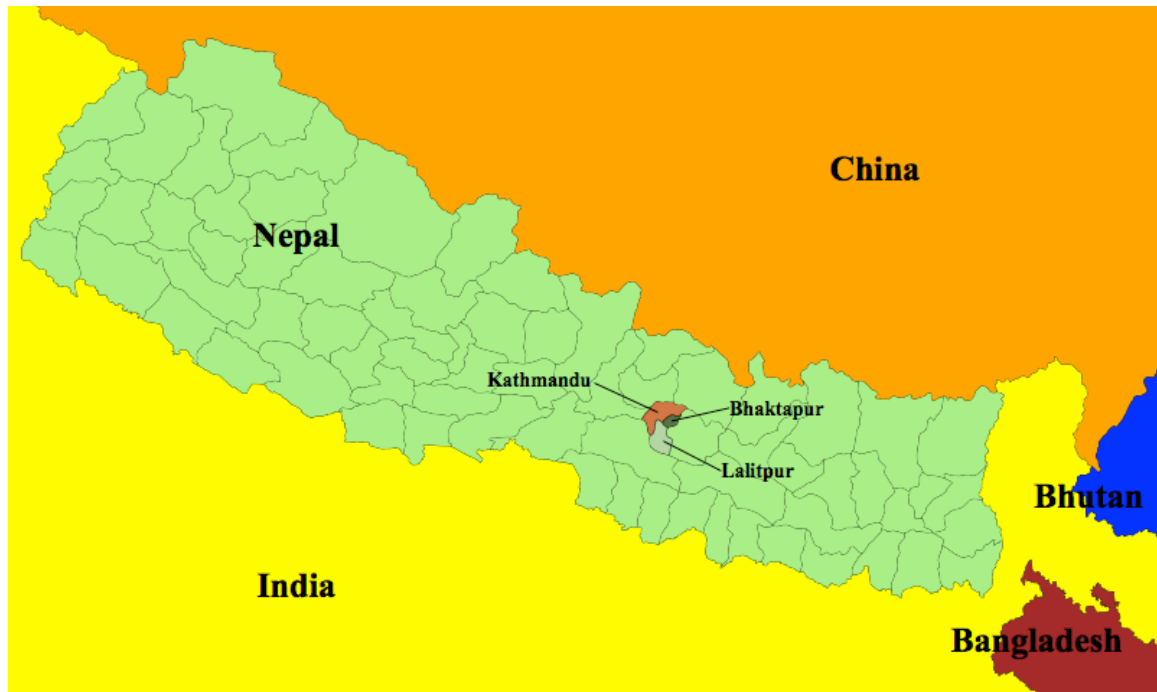 China
Nepal
Kathmandu
Bhaktapur
Lalitpur
Bhutan
India
Bangladesh